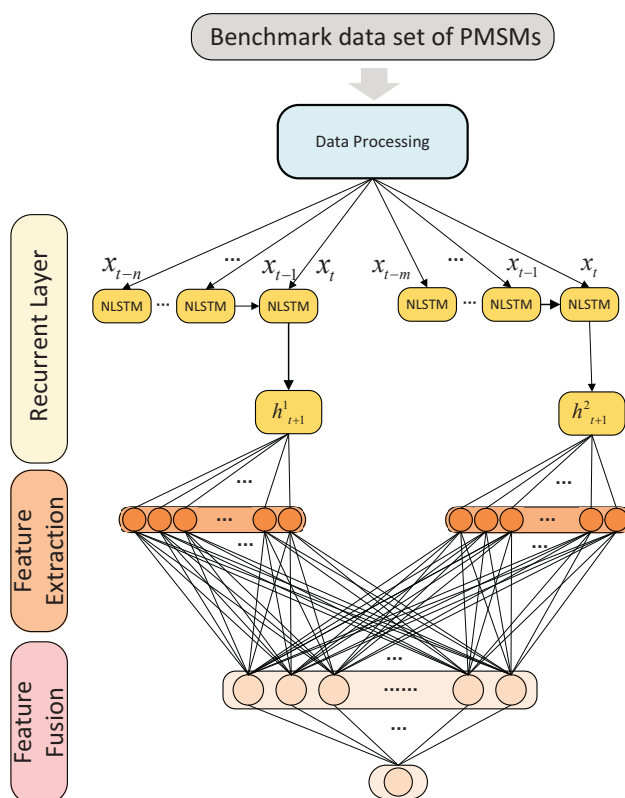 Benchmark data set of PMSMs
Data Processing
... ...
x_{t-n} x_{t-1} x_t x_{t-m} x_{t-1} x_t
NLSTM ... NLSTM NLSTM NLSTM ... NLSTM NLSTM
Recurrent Layer
h^1_{t+1} h^2_{t+1}
... ...
... ...
... ...
Feature
Extraction
...
......
...
Feature
Fusion